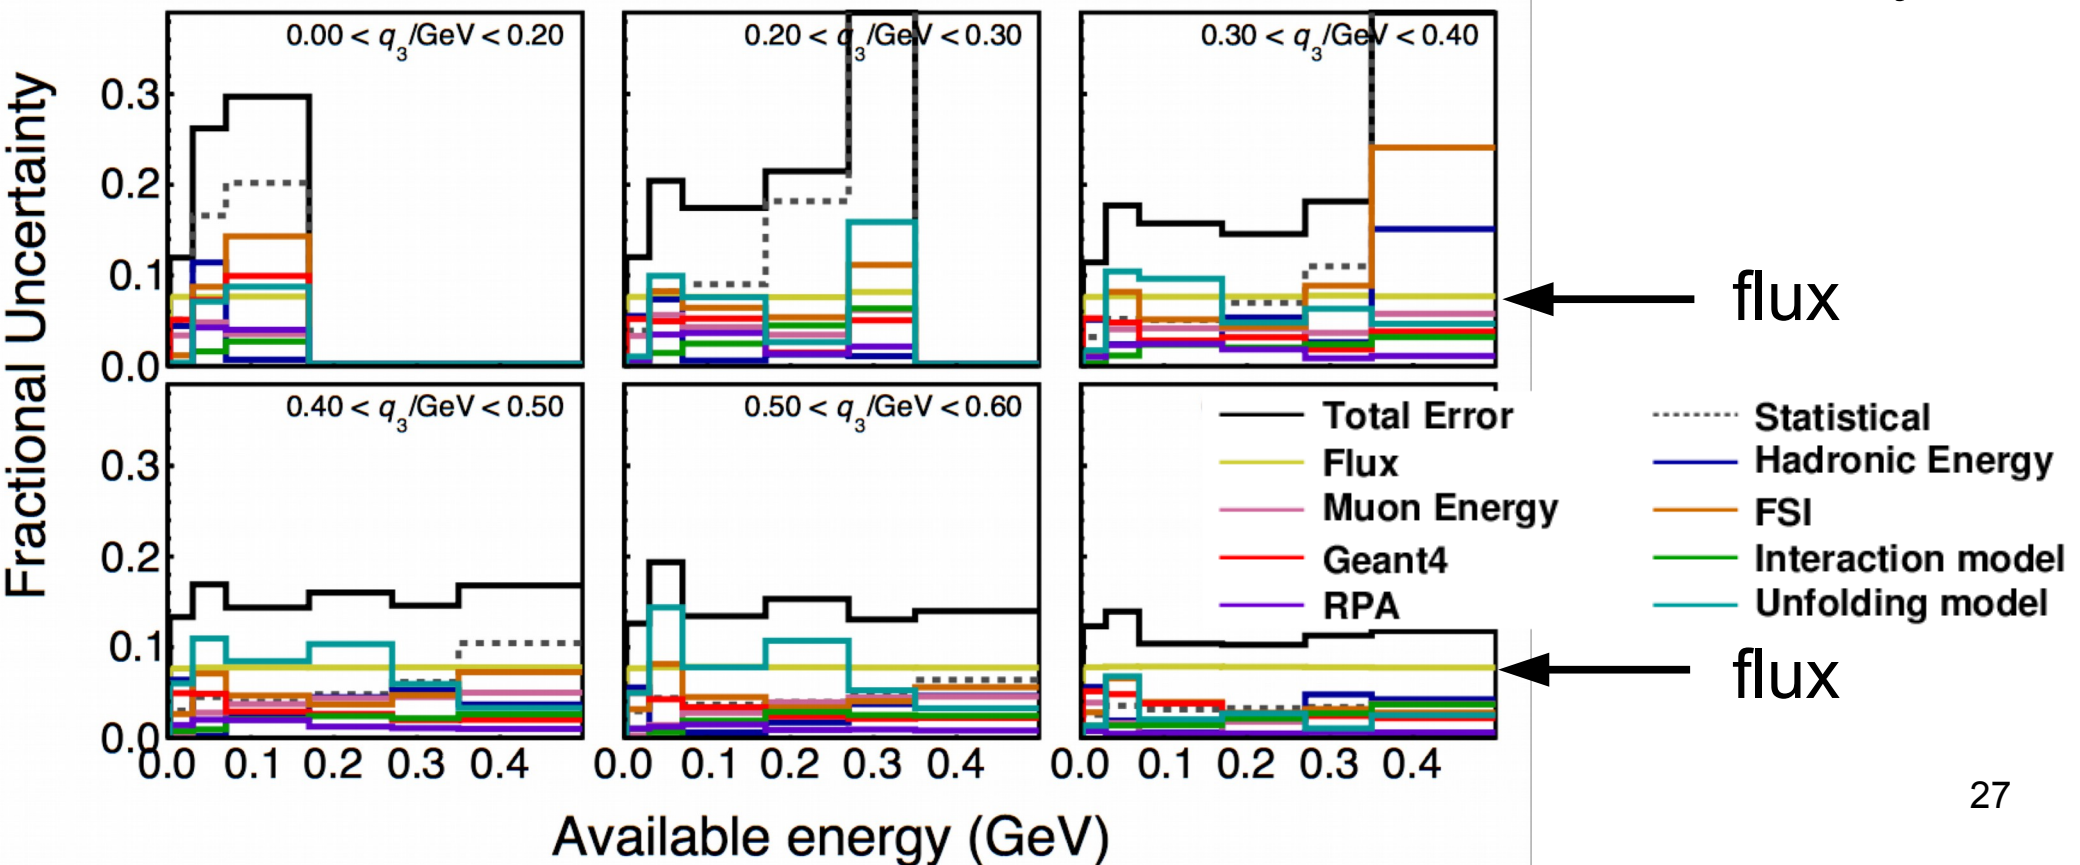 0.00 < q3/GeV < 0.20
0.20 < q3/GeV < 0.30
0.30 < q3/GeV < 0.40
Fractional Uncertainty
0.3
0.2
0.1
0.0
flux
0.40 < q3/GeV < 0.50
0.50 < q3/GeV < 0.60
0.3
0.2
0.1
0.0
Total Error
Flux
Muon Energy
Geant4
RPA
Statistical
Hadronic Energy
FSI
Interaction model
Unfolding model
flux
0.0 0.1 0.2 0.3 0.4
0.0 0.1 0.2 0.3 0.4
0.0 0.1 0.2 0.3 0.4
Available energy (GeV)
27